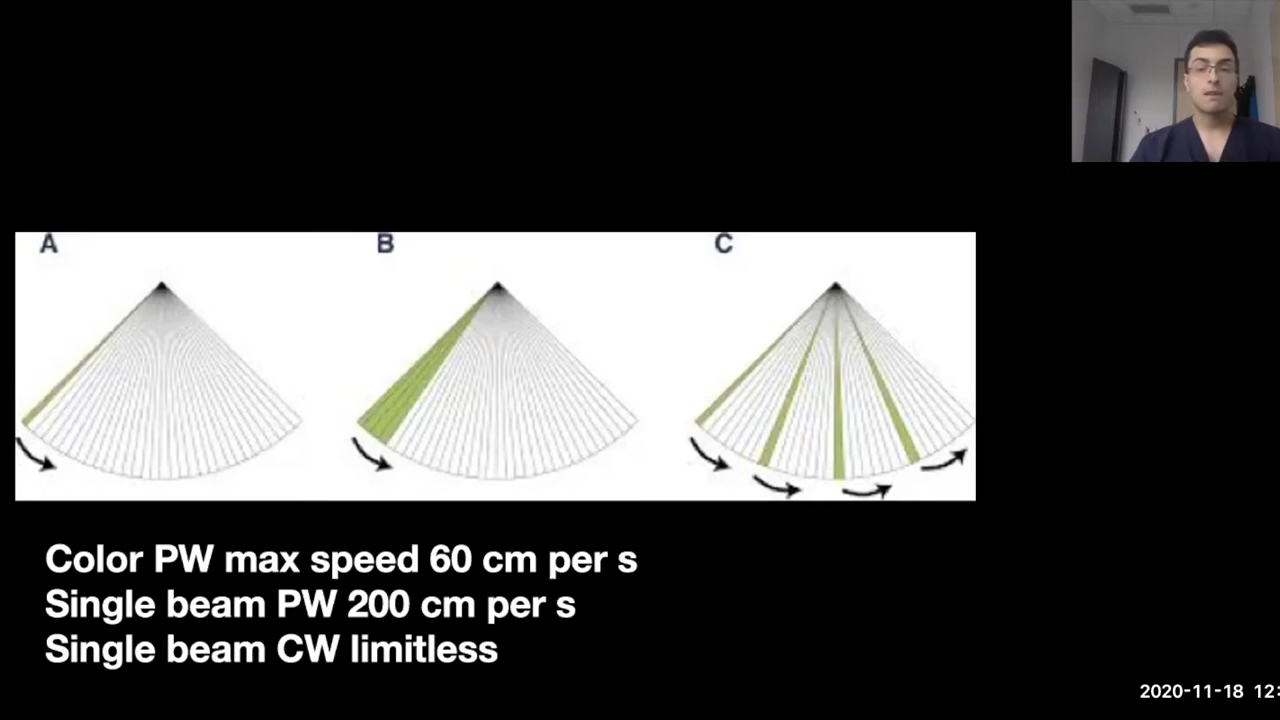 A B C
Color PW max speed 60 cm per s
Single beam PW 200 cm per s
Single beam CW limitless
2020-11-18 12: